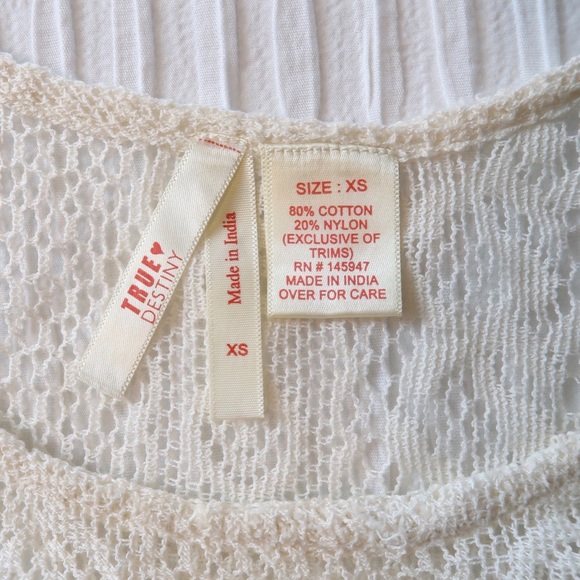 TRUE♥
DESTINY
Made in India
XS
SIZE : XS
80% COTTON
20% NYLON
(EXCLUSIVE OF
TRIMS)
RN # 145947
MADE IN INDIA
OVER FOR CARE